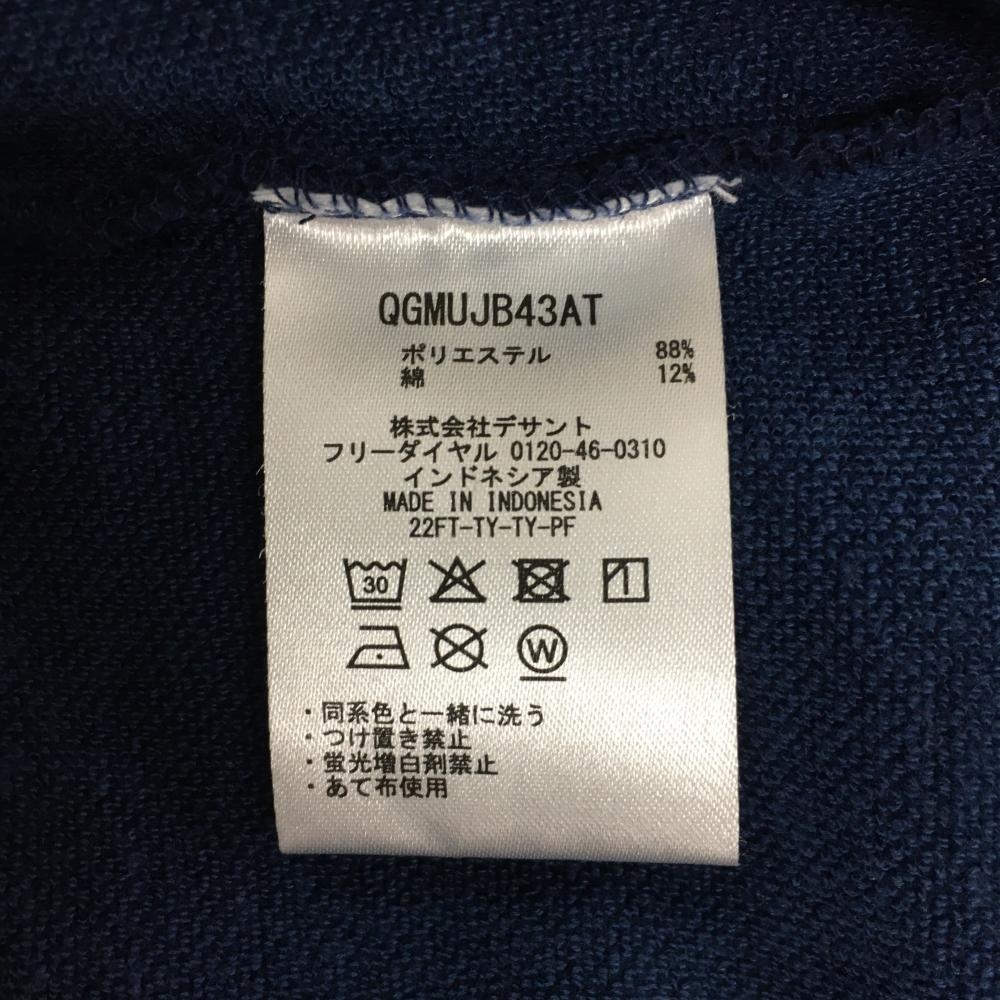 QGMUJB43AT
ポリエステル 88%
綿 12%
株式会社デサント
フリーダイヤル 0120-46-0310
インドネシア製
MADE IN INDONESIA
22FT-TY-TY-PF
30
W
・同系色と一緒に洗う
・つけ置き禁止
・蛍光増白剤禁止
・あて布使用